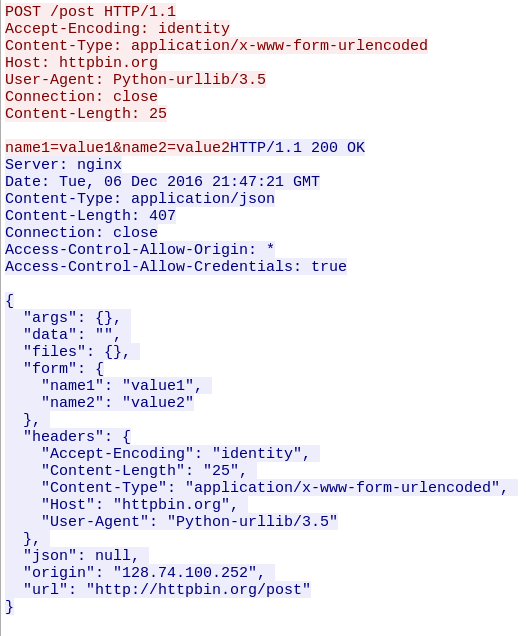 POST /post HTTP/1.1
Accept-Encoding: identity
Content-Type: application/x-www-form-urlencoded
Host: httpbin.org
User-Agent: Python-urllib/3.5
Connection: close
Content-Length: 25

name1=value1&name2=value2HTTP/1.1 200 OK
Server: nginx
Date: Tue, 06 Dec 2016 21:47:21 GMT
Content-Type: application/json
Content-Length: 407
Connection: close
Access-Control-Allow-Origin: *
Access-Control-Allow-Credentials: true

{
  "args": {},
  "data": "",
  "files": {},
  "form": {
    "name1": "value1",
    "name2": "value2"
  },
  "headers": {
    "Accept-Encoding": "identity",
    "Content-Length": "25",
    "Content-Type": "application/x-www-form-urlencoded",
    "Host": "httpbin.org",
    "User-Agent": "Python-urllib/3.5"
  },
  "json": null,
  "origin": "128.74.100.252",
  "url": "http://httpbin.org/post"
}